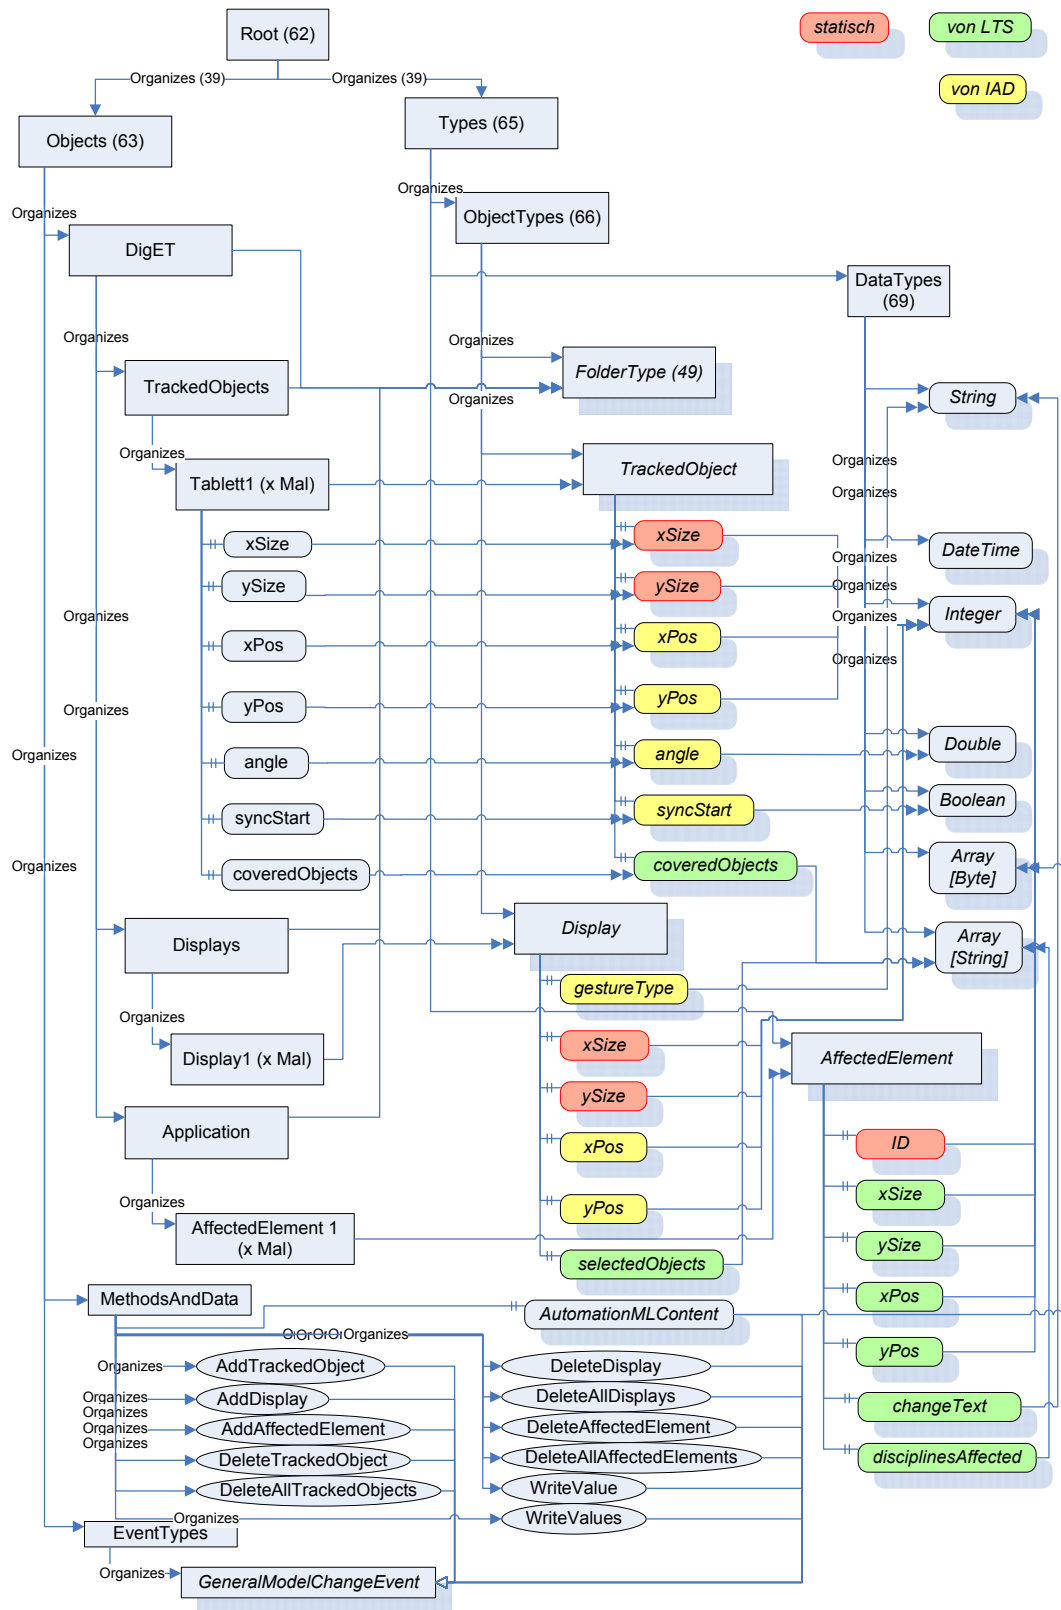 Root (62)
statisch
von LTS
von IAD
Organizes (39)
Organizes (39)
Objects (63)
Types (65)
Organizes
ObjectTypes (66)
Organizes
DigET
DataTypes
(69)
Organizes
Organizes
TrackedObjects
FolderType (49)
String
Organizes
Organizes
TrackedObject
Organizes
Tablett1 (x Mal)
Organizes
xSize
xSize
DateTime
Organizes
ySize
ySize
Organizes
Integer
Organizes
Organizes
xPos
xPos
Organizes
yPos
yPos
Organizes
Organizes
angle
angle
Double
syncStart
syncStart
Boolean
Organizes
coveredObjects
coveredObjects
Array
[Byte]
Displays
Display
Array
[String]
gestureType
Organizes
Display1 (x Mal)
xSize
AffectedElement
ySize
Application
xPos
ID
Organizes
yPos
xSize
AffectedElement 1
(x Mal)
ySize
selectedObjects
xPos
MethodsAndData
AutomationMLContent
OrOrOrOrOrganizes
yPos
Organizes
AddTrackedObject
DeleteDisplay
Organizes
AddDisplay
DeleteAllDisplays
changeText
Organizes
Organizes
AddAffectedElement
DeleteAffectedElement
Organizes
DeleteTrackedObject
DeleteAllAffectedElements
disciplinesAffected
DeleteAllTrackedObjects
WriteValue
Organizes
WriteValues
EventTypes
Organizes
GeneralModelChangeEvent